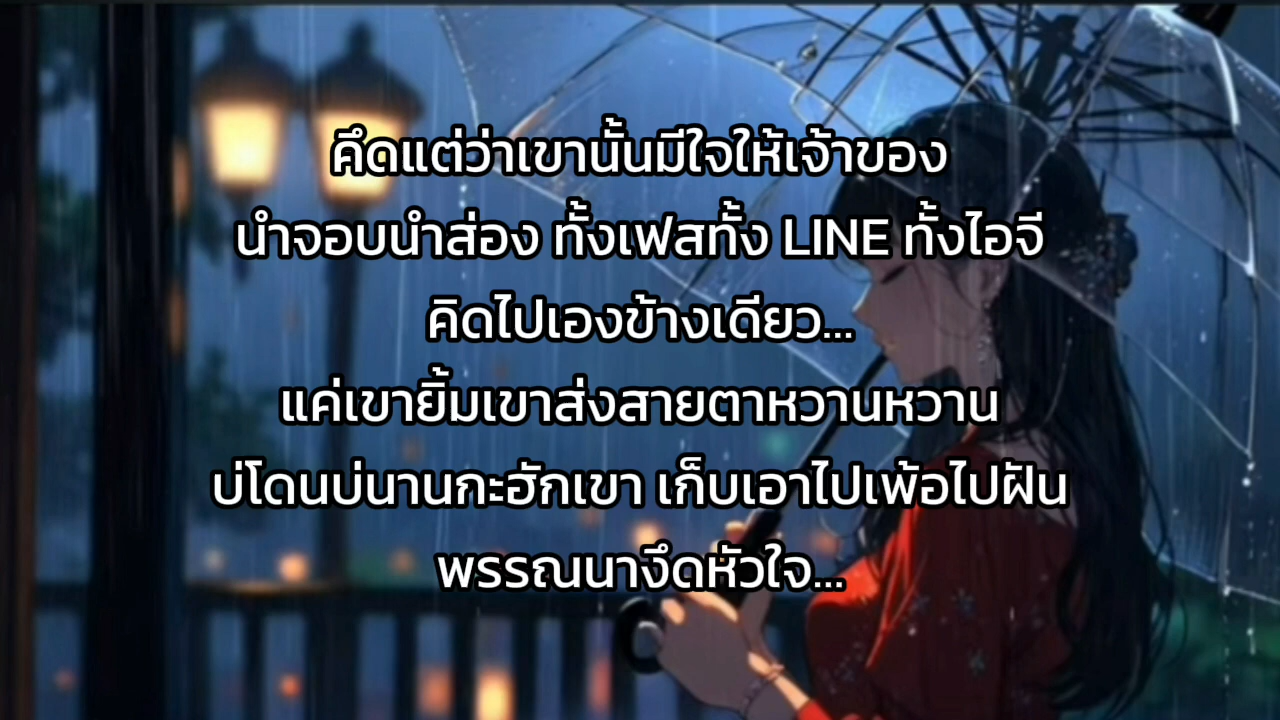 คึดแต่ว่าเขานั้นมีใจให้เจ้าของ
นำจอบนำส่อง ทั้งเฟสทั้ง LINE ทั้งไอจี
คิดไปเองข้างเดียว...
แค่เขายิ้มเขาส่งสายตาหวานหวาน
บ่โดนบ่นานกะฮักเขา เก็บเอาไปเพ้อไปฝัน
พรรณนางึดหัวใจ...